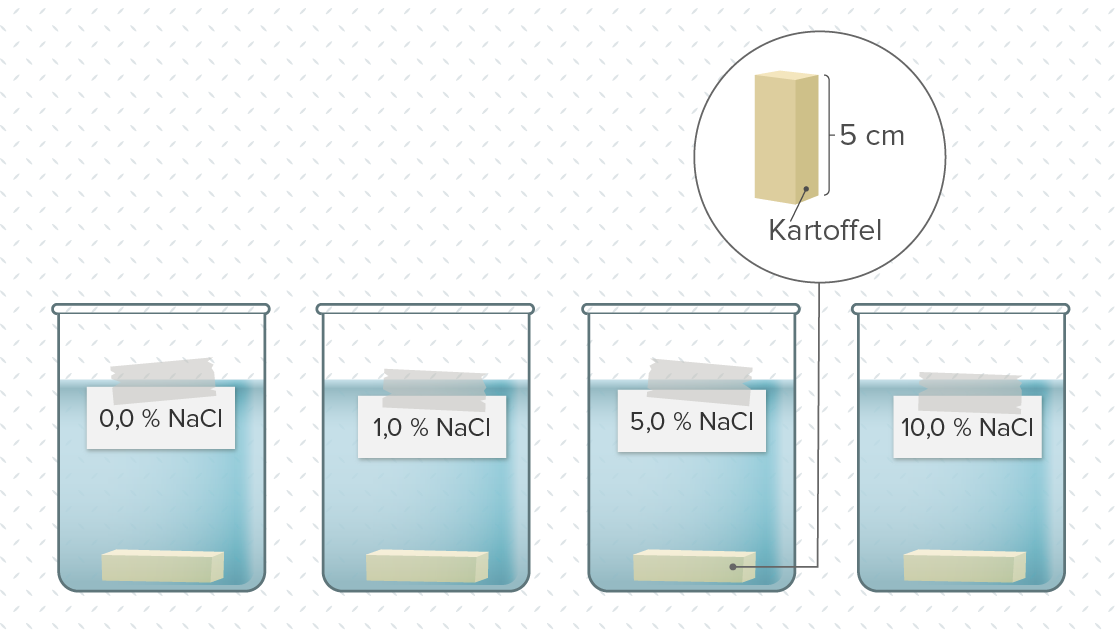 5 cm
Kartoffel
0,0 % NaCl
1,0 % NaCl
5,0 % NaCl
10,0 % NaCl